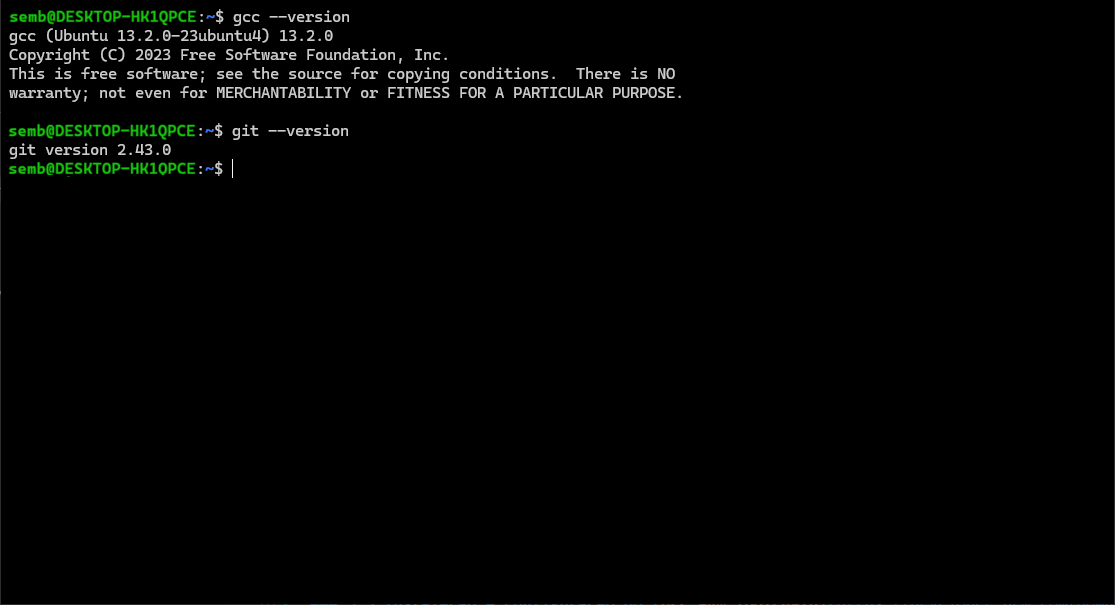 semb@DESKTOP-HK1QPCE:~$ gcc --version
gcc (Ubuntu 13.2.0-23ubuntu4) 13.2.0
Copyright (C) 2023 Free Software Foundation, Inc.
This is free software; see the source for copying conditions.  There is NO
warranty; not even for MERCHANTABILITY or FITNESS FOR A PARTICULAR PURPOSE.

semb@DESKTOP-HK1QPCE:~$ git --version
git version 2.43.0
semb@DESKTOP-HK1QPCE:~$